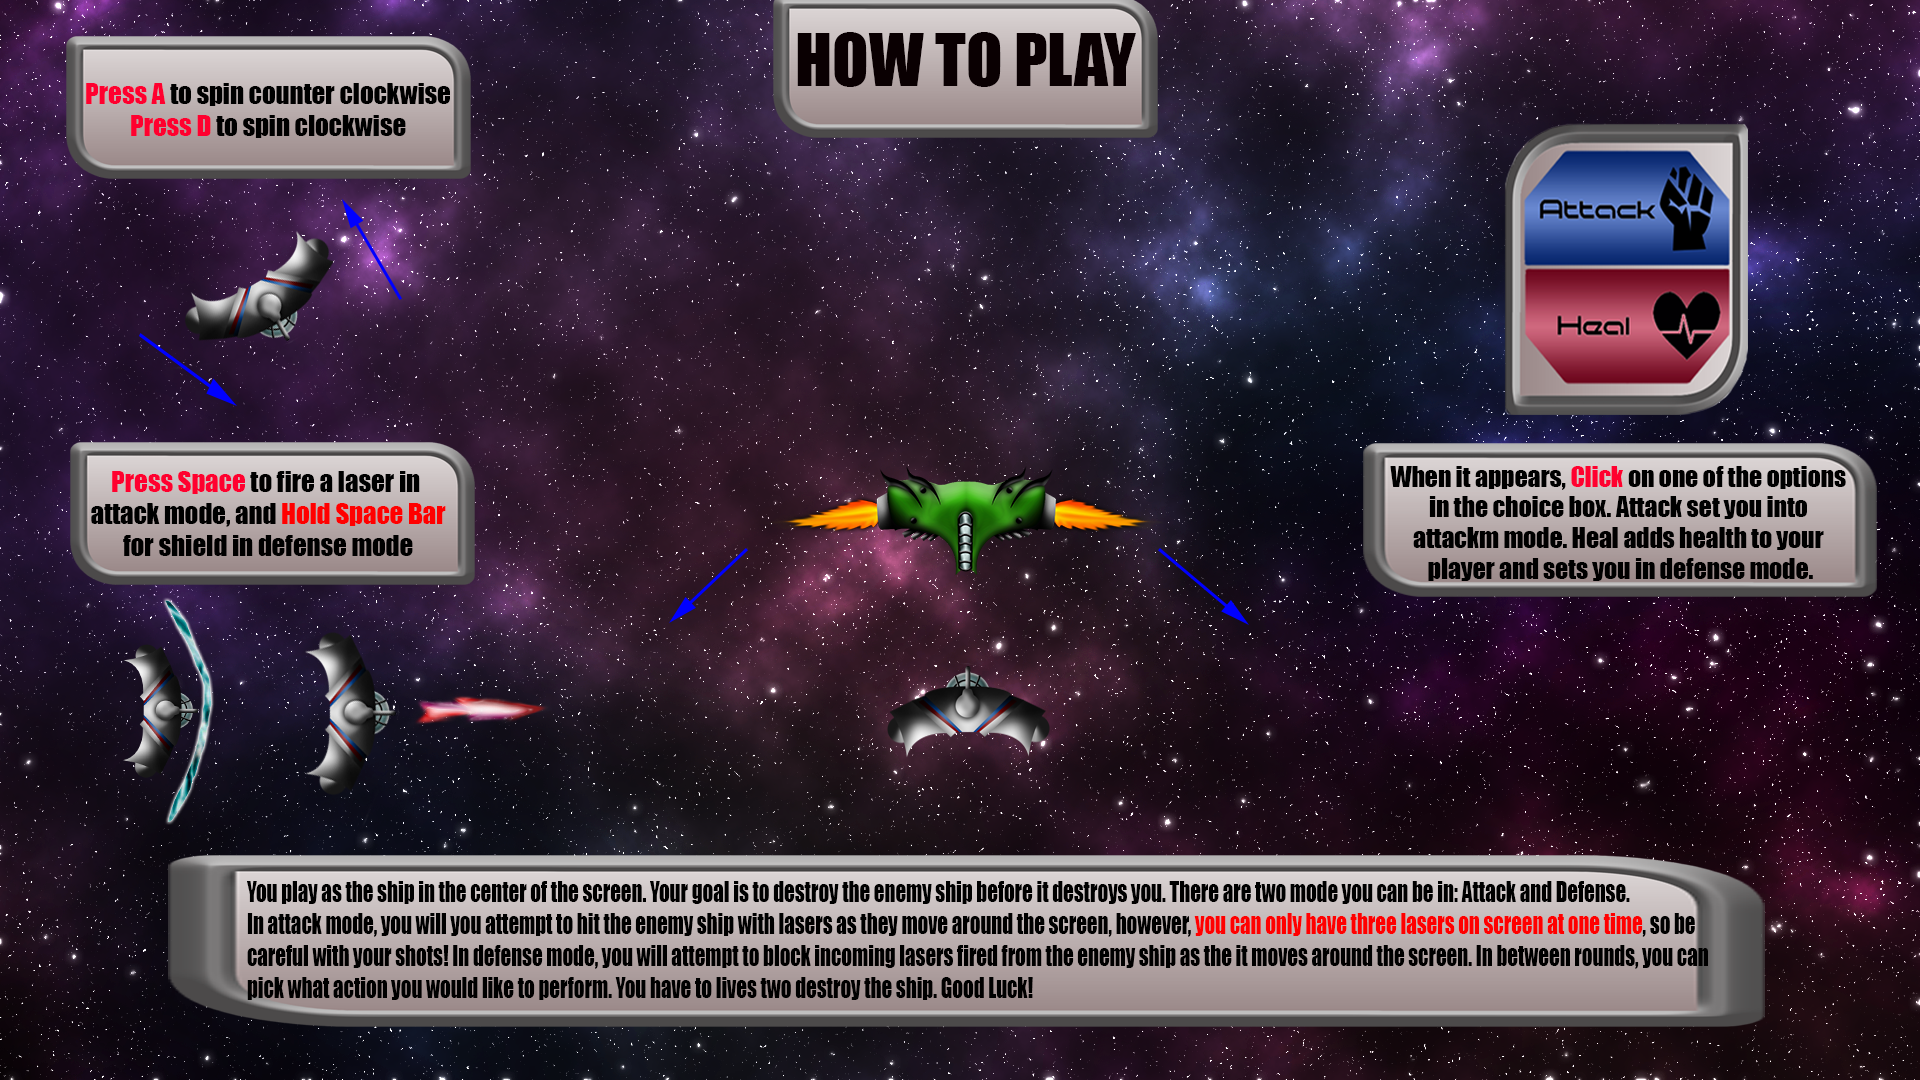 HOW TO PLAY
Press A to spin counter clockwise
Press D to spin clockwise
Attack
Heal
Press Space to fire a laser in
attack mode, and Hold Space Bar
for shield in defense mode
When it appears, Click on one of the options
in the choice box. Attack set you into
attackm mode. Heal adds health to your
player and sets you in defense mode.
You play as the ship in the center of the screen. Your goal is to destroy the enemy ship before it destroys you. There are two mode you can be in: Attack and Defense.
In attack mode, you will you attempt to hit the enemy ship with lasers as they move around the screen, however, you can only have three lasers on screen at one time, so be
careful with your shots! In defense mode, you will attempt to block incoming lasers fired from the enemy ship as the it moves around the screen. In between rounds, you can
pick what action you would like to perform. You have to lives two destroy the ship. Good Luck!